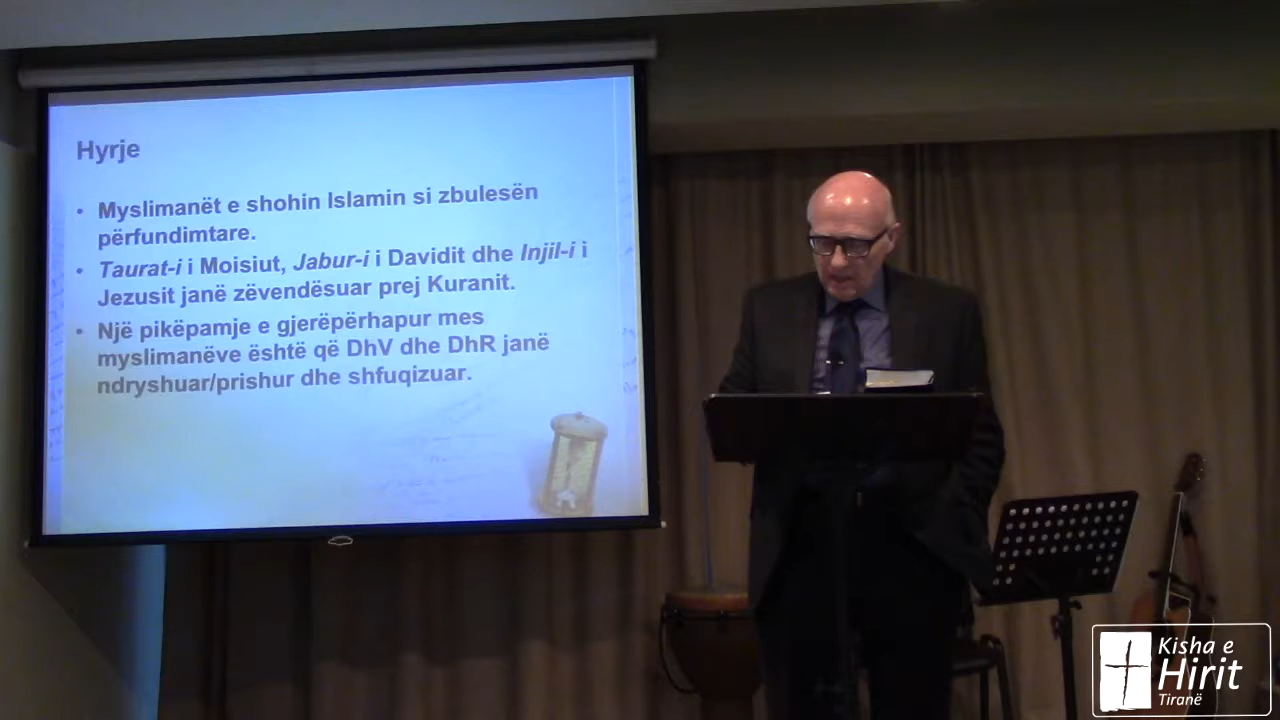 Hyrje
• Myslimanët e shohin Islamin si zbulesën
përfundimtare.
• Taurat-i i Moisiut, Jabur-i i Davidit dhe Injil-i i
Jezusit janë zëvendësuar prej Kuranit.
• Një pikëpamje e gjerëpërhapur mes
myslimanëve është që DhV dhe DhR janë
ndryshuar/prishur dhe shfuqizuar.
Kisha e
Hirit
Tiranë